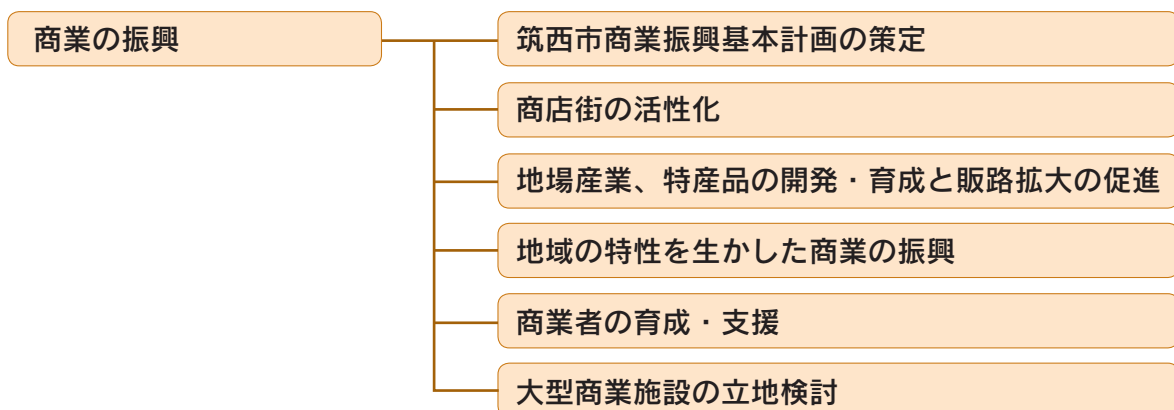 商業の振興
筑西市商業振興基本計画の策定
商店街の活性化
地場産業、特産品の開発・育成と販路拡大の促進
地域の特性を生かした商業の振興
商業者の育成・支援
大型商業施設の立地検討